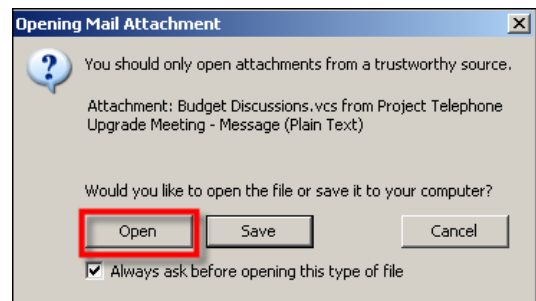 Opening Mail Attachment
You should only open attachments from a trustworthy source.
Attachment: Budget Discussions.vcs from Project Telephone
Upgrade Meeting - Message (Plain Text)
Would you like to open the file or save it to your computer?
Open Save Cancel
Always ask before opening this type of file